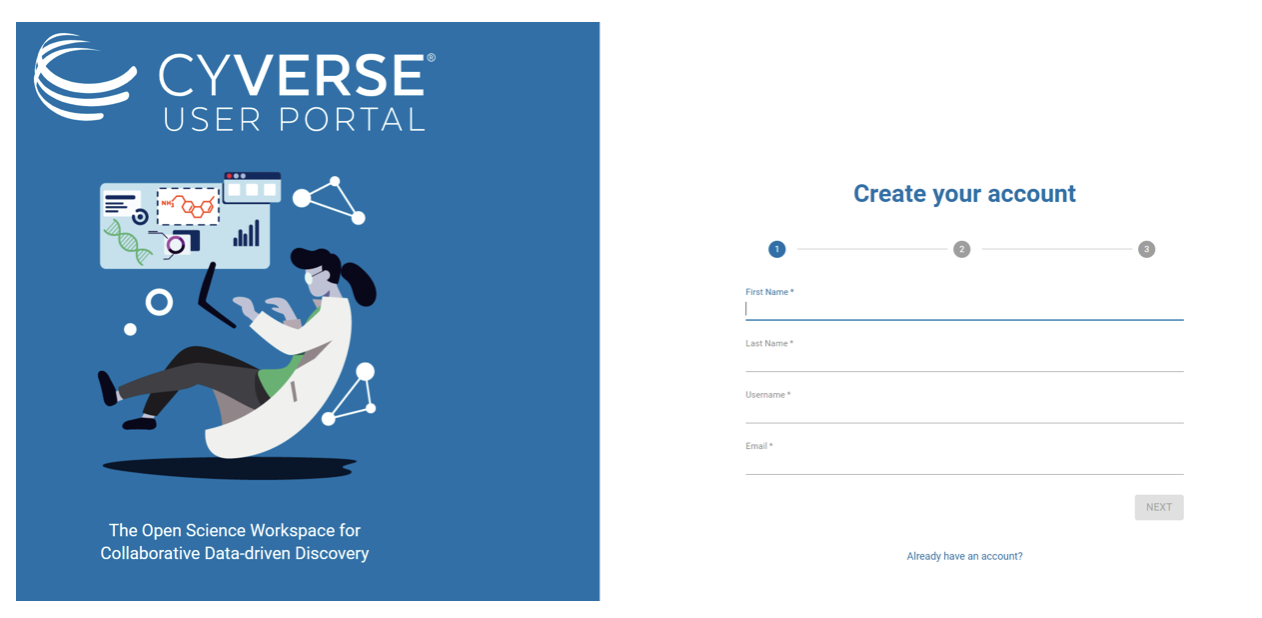 CYVERSE®
USER PORTAL
NH2
The Open Science Workspace for
Collaborative Data-driven Discovery
Create your account
1
2
3
First Name *
Last Name *
Username *
Email *
NEXT
Already have an account?